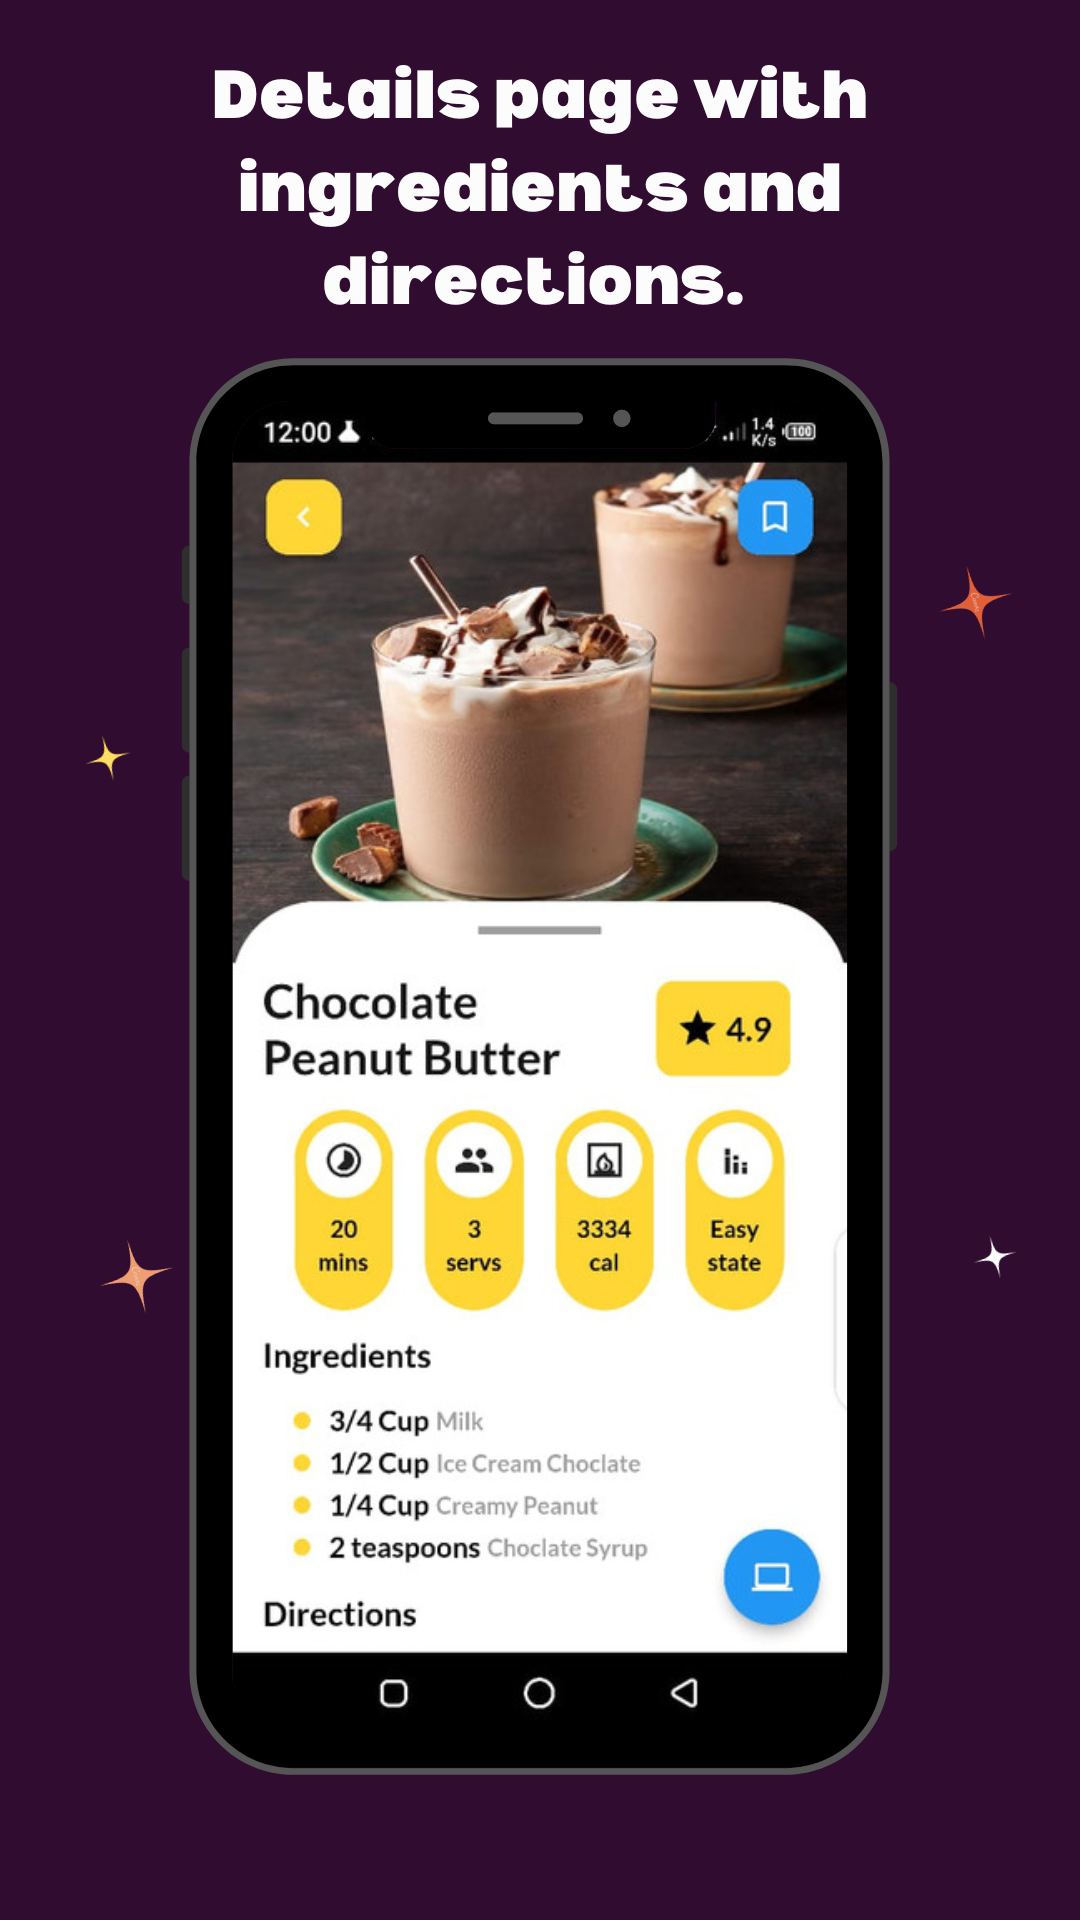 Details page with
ingredients and
directions.
12:00
1.4
K/s
100
Chocolate
Peanut Butter
4.9
20
mins
3
servs
3334
cal
Easy
state
Ingredients
3/4 Cup Milk
1/2 Cup Ice Cream Choclate
1/4 Cup Creamy Peanut
2 teaspoons Choclate Syrup
Directions